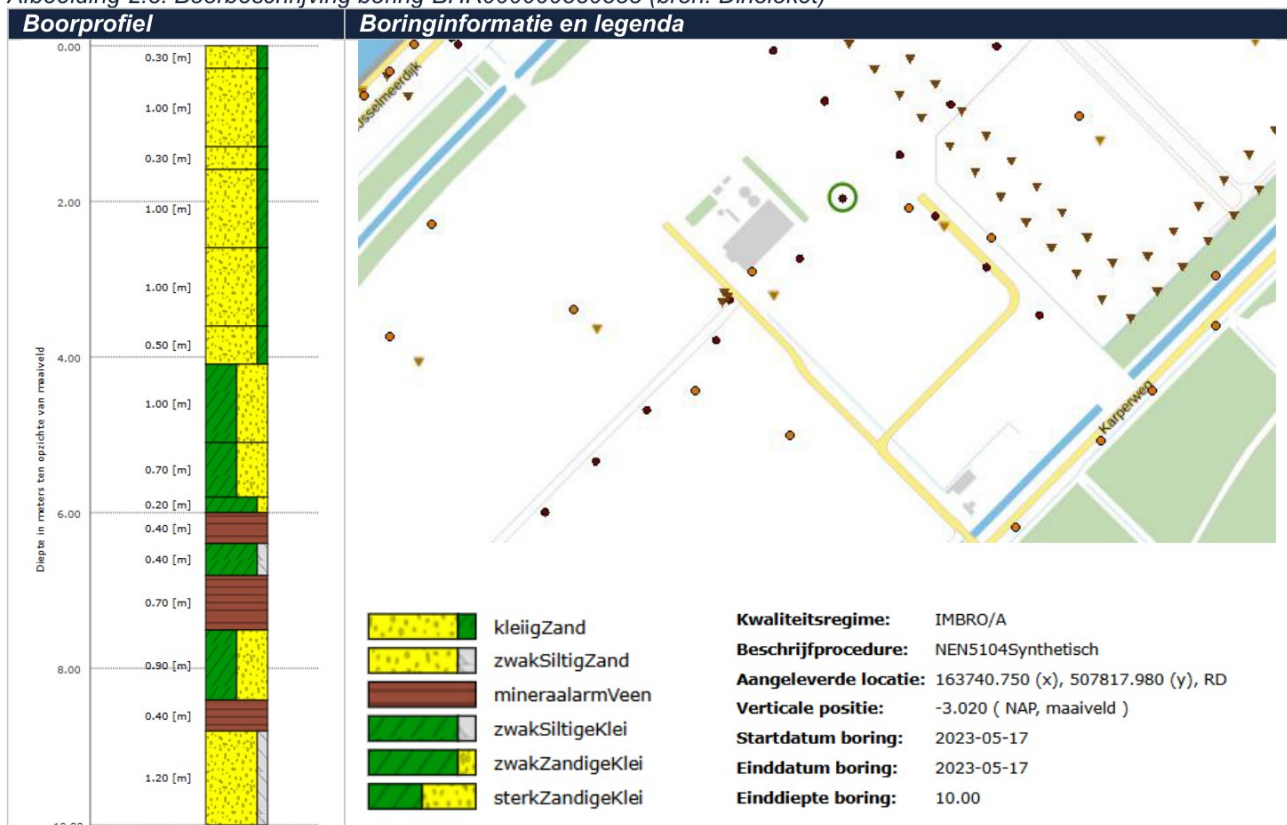 Boorprofiel
Boringinformatie en legenda
0.00
0.30 [m]
1.00 [m]
0.30 [m]
2.00
1.00 [m]
1.00 [m]
0.50 [m]
4.00
1.00 [m]
0.70 [m]
0.20 [m]
6.00
0.40 [m]
0.40 [m]
0.70 [m]
8.00
0.90 [m]
0.40 [m]
1.20 [m]
Diepte in meters ten opzichte van maaiveld
Jsselmeerdijk
Karperweg
kleiigZand
zwakSiltigZand
mineraalarmVeen
zwakSiltigeKlei
zwakZandigeKlei
sterkZandigeKlei
Kwaliteitsregime: IMBRO/A
Beschrijfprocedure: NEN5104Synthetisch
Aangeleverde locatie: 163740.750 (x), 507817.980 (y), RD
Verticale positie: -3.020 ( NAP, maaiveld )
Startdatum boring: 2023-05-17
Einddatum boring: 2023-05-17
Einddiepte boring: 10.00